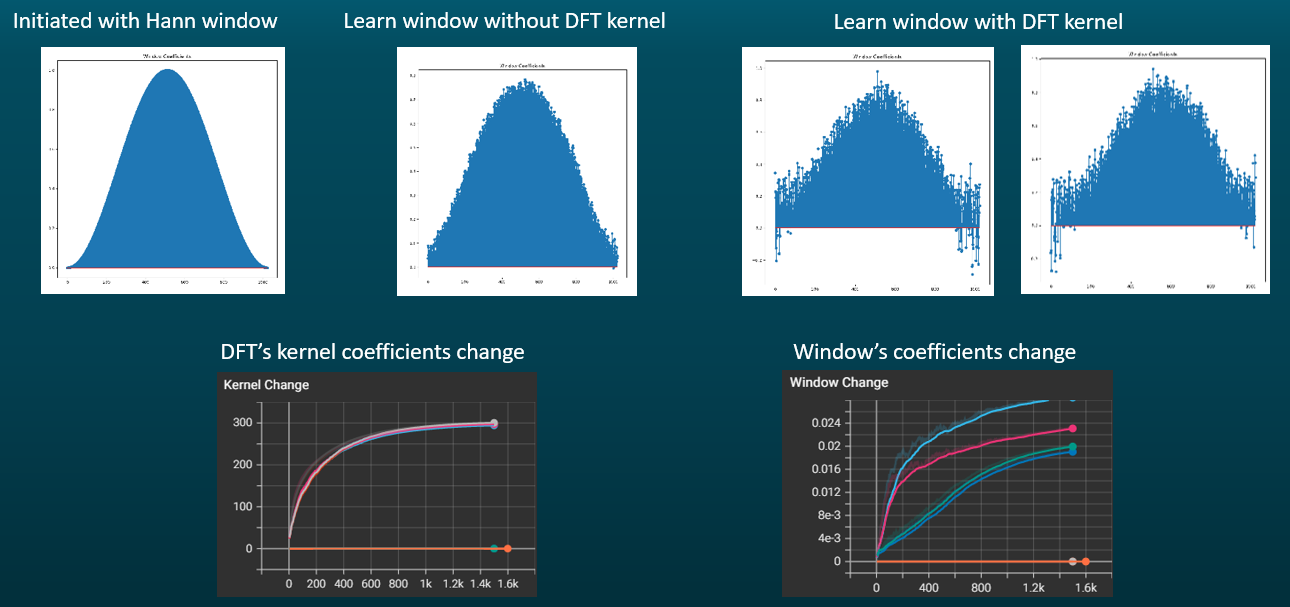 Initiated with Hann window
Learn window without DFT kernel
Learn window with DFT kernel
Window Coefficients
Window Coefficients
Window Coefficients
Window Coefficients
DFT's kernel coefficients change
Window's coefficients change
Kernel Change
300
200
100
0
0 200 400 600 800 1k 1.2k 1.4k 1.6k
Window Change
0.024
0.02
0.016
0.012
8e-3
4e-3
0
0 400 800 1.2k 1.6k